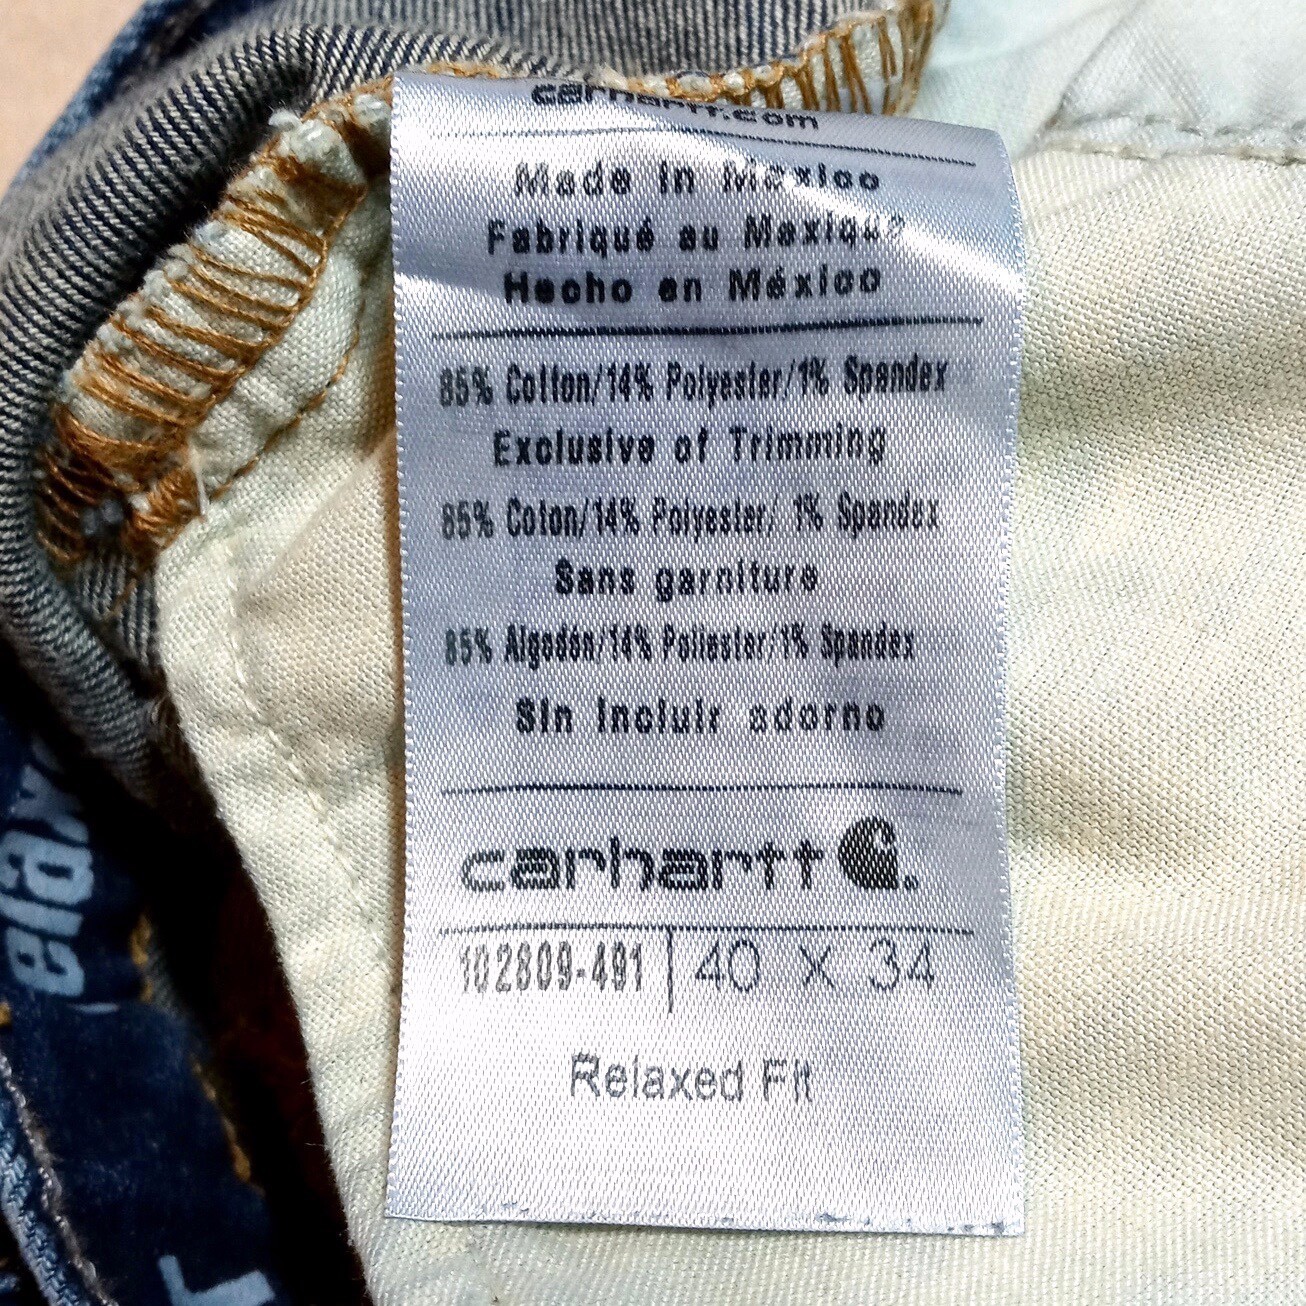 carhartt.com
Made in Mexico
Fabriqué au Mexique
Hecho en México
85% Cotton/14% Polyester/1% Spandex
Exclusive of Trimming
85% Coton/14% Polyester/ 1% Spandex
Sans garniture
85% Algodón/14% Poliester/1% Spandex
Sin incluir adorno
carhartt
102809-491 | 40 x 34
Relaxed Fit